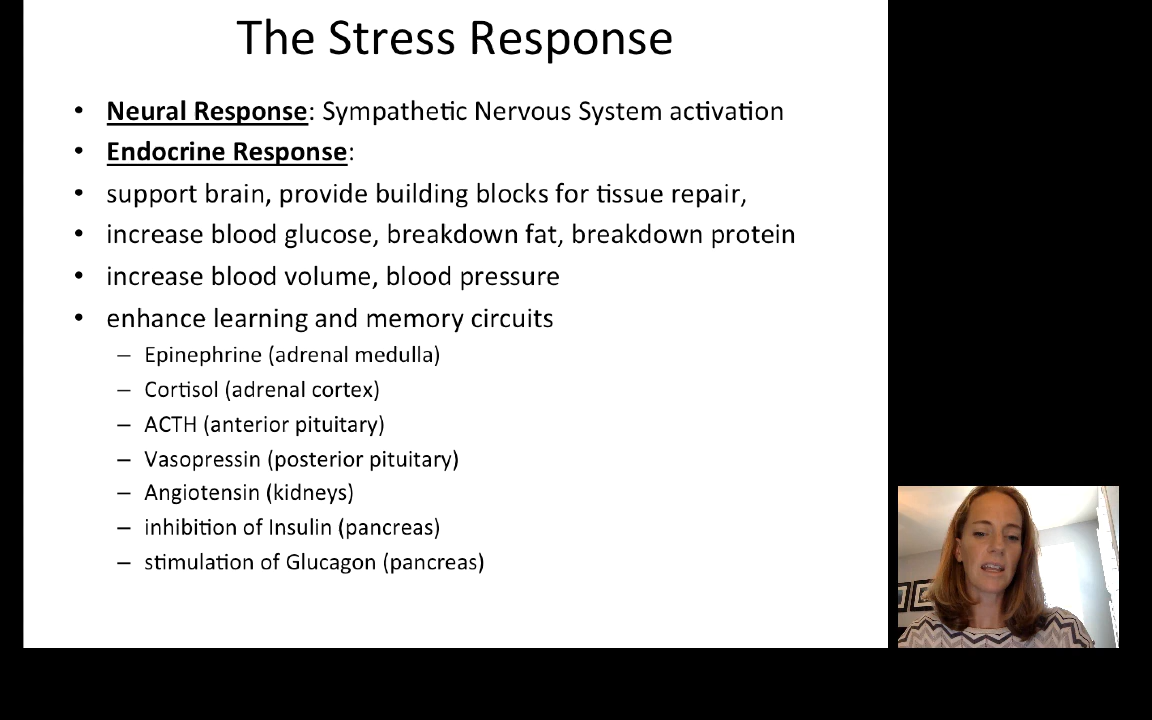 The Stress Response
• Neural Response: Sympathetic Nervous System activation
• Endocrine Response:
• support brain, provide building blocks for tissue repair,
• increase blood glucose, breakdown fat, breakdown protein
• increase blood volume, blood pressure
• enhance learning and memory circuits
– Epinephrine (adrenal medulla)
– Cortisol (adrenal cortex)
– ACTH (anterior pituitary)
– Vasopressin (posterior pituitary)
– Angiotensin (kidneys)
– inhibition of Insulin (pancreas)
– stimulation of Glucagon (pancreas)